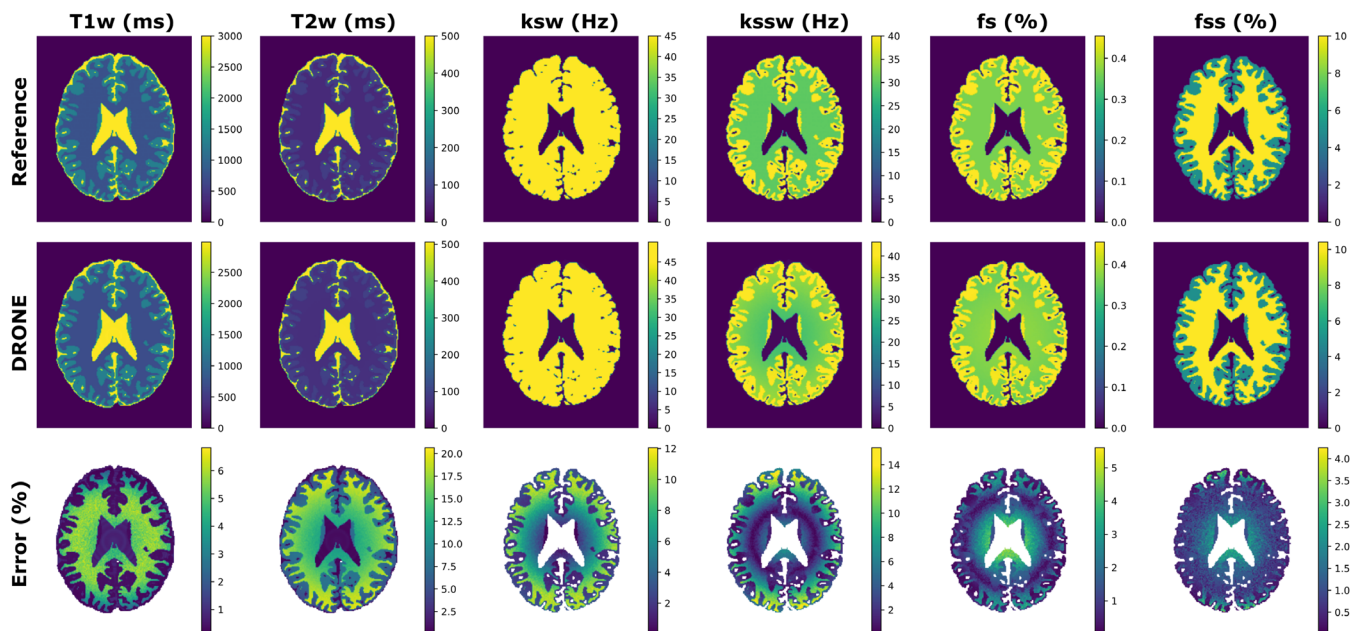 T1w (ms) T2w (ms) ksw (Hz) kssw (Hz) fs (%) fss (%)
Reference
3000 2500 2000 1500 1000 500 0
500 400 300 200 100 0
45 40 35 30 25 20 15 10 5 0
40 35 30 25 20 15 10 5 0
0.4 0.3 0.2 0.1 0.0
10 8 6 4 2 0
DRONE
2500 2000 1500 1000 500 0
500 400 300 200 100 0
45 40 35 30 25 20 15 10 5 0
40 35 30 25 20 15 10 5 0
0.4 0.3 0.2 0.1 0.0
10 8 6 4 2 0
Error (%)
6 5 4 3 2 1
20.0 17.5 15.0 12.5 10.0 7.5 5.0 2.5
12 10 8 6 4 2
14 12 10 8 6 4 2
5 4 3 2 1
4.0 3.5 3.0 2.5 2.0 1.5 1.0 0.5